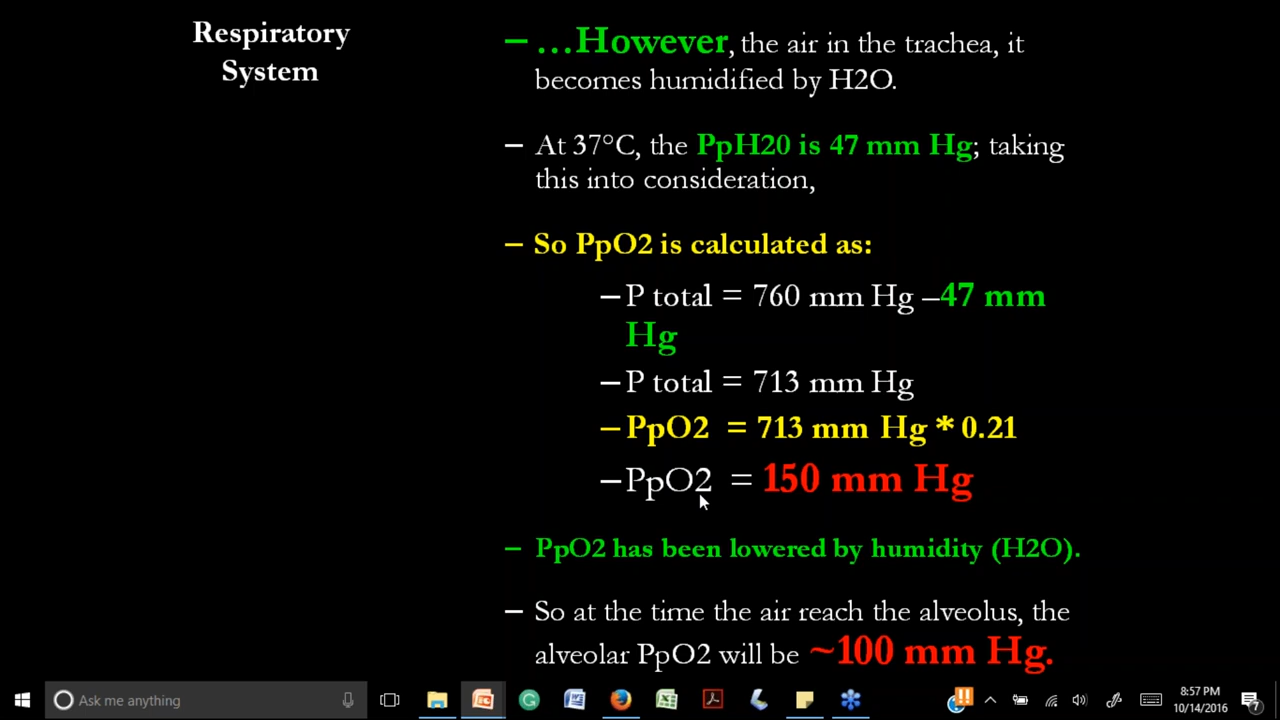 Respiratory
System
– …However, the air in the trachea, it
becomes humidified by H2O.
– At 37°C, the PpH20 is 47 mm Hg; taking
this into consideration,
– So PpO2 is calculated as:
– P total = 760 mm Hg –47 mm
Hg
– P total = 713 mm Hg
– PpO2 = 713 mm Hg * 0.21
– PpO2 = 150 mm Hg
– PpO2 has been lowered by humidity (H2O).
– So at the time the air reach the alveolus, the
alveolar PpO2 will be ~100 mm Hg.
Ask me anything
8:57 PM
10/14/2016
7